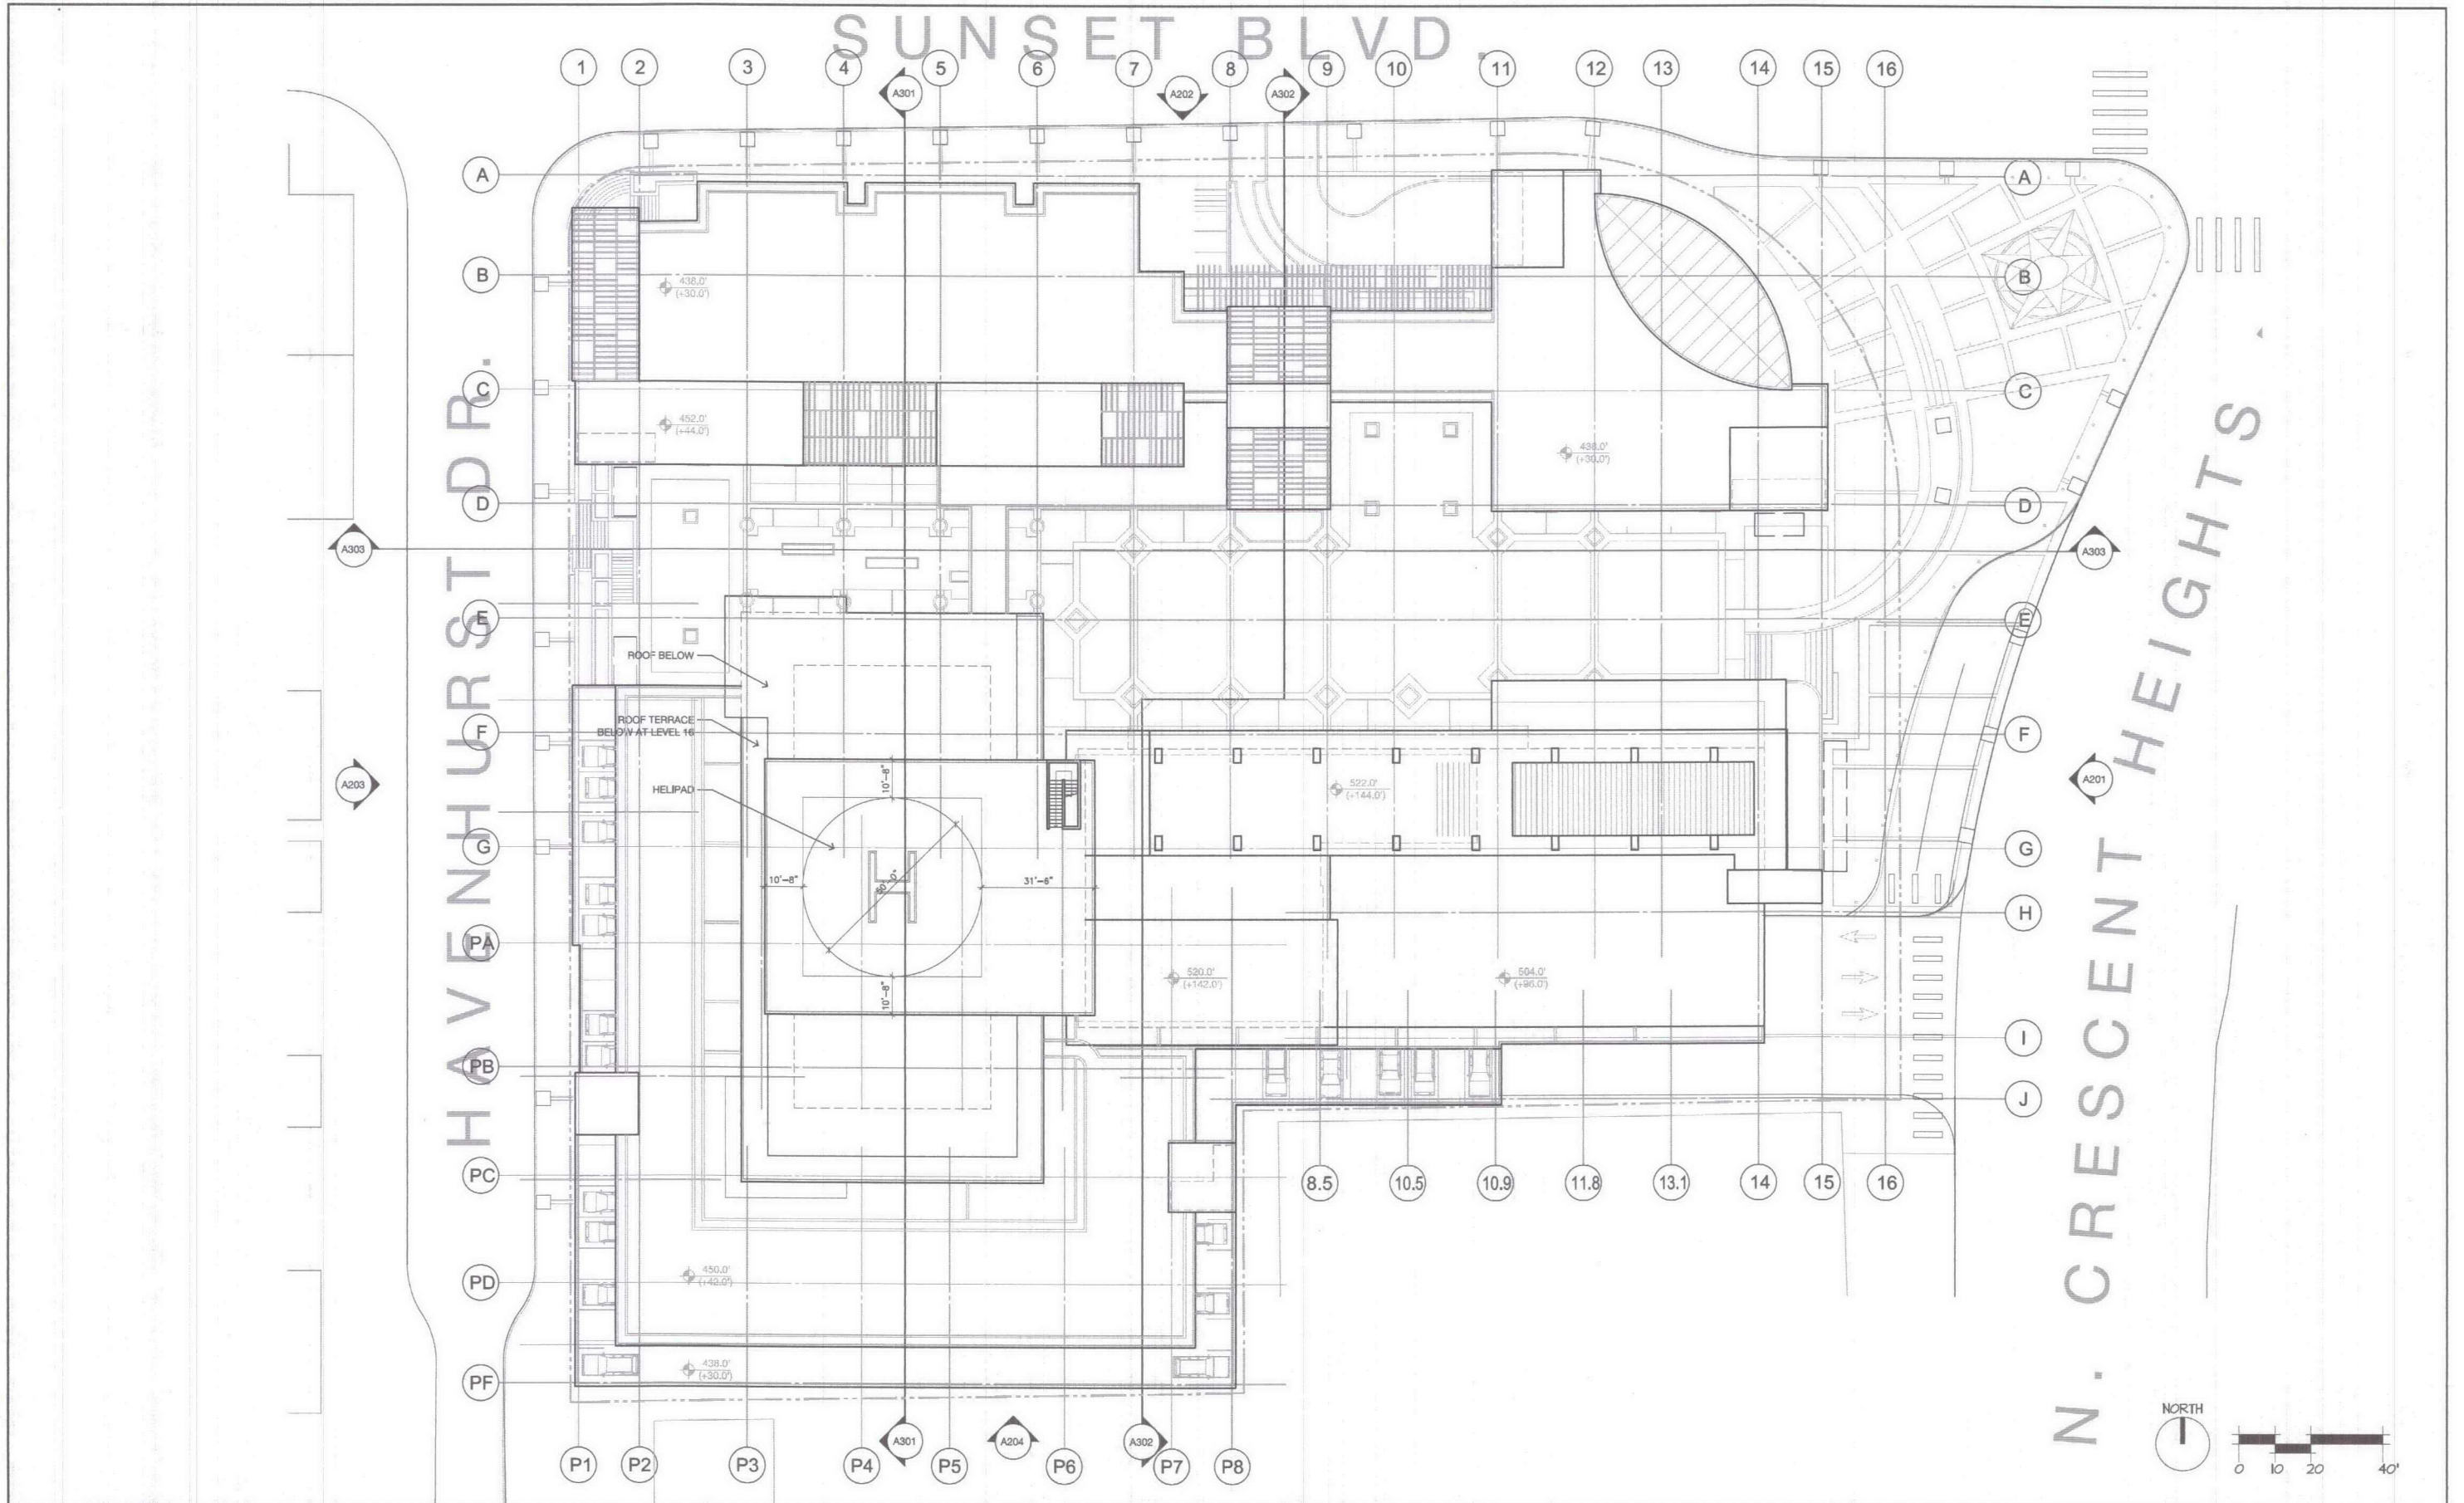 SUNSET BLVD.
1 2 3 4 5 6 7 8 9 10 11 12 13 14 15 16
A301 A202 A302
A A
B B
438.0'
(+30.0')
C C
452.0'
(+44.0')
438.0'
(+30.0')
D D
A303 A303
E E
ROOF BELOW
ROOF TERRACE
BELOW AT LEVEL 16
F F
HELIPAD
10'-8"
522.0'
(+144.0')
A203 A201
G G
10'-8" 31'-6"
H
H
PA
520.0'
(+142.0')
504.0'
(+96.0')
10'-8"
I
PB
J
PC
8.5 10.5 10.9 11.8 13.1 14 15 16
PD
450.0'
(+42.0')
PF
438.0'
(+30.0')
A301 A204 A302
P1 P2 P3 P4 P5 P6 P7 P8
HAVENHURST DR.
N. CRESCENT HEIGHTS
NORTH
0 10 20 40'